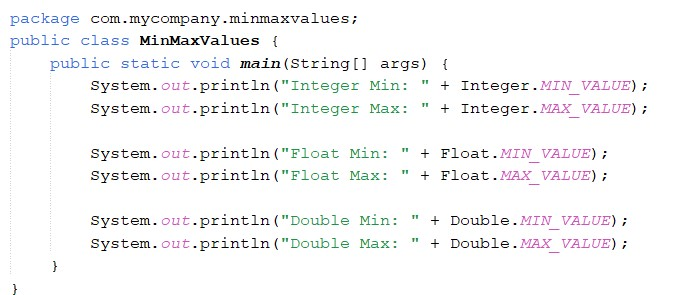 package com.mycompany.minmaxvalues;
public class MinMaxValues {
    public static void main(String[] args) {
        System.out.println("Integer Min: " + Integer.MIN_VALUE);
        System.out.println("Integer Max: " + Integer.MAX_VALUE);

        System.out.println("Float Min: " + Float.MIN_VALUE);
        System.out.println("Float Max: " + Float.MAX_VALUE);

        System.out.println("Double Min: " + Double.MIN_VALUE);
        System.out.println("Double Max: " + Double.MAX_VALUE);
    }
}